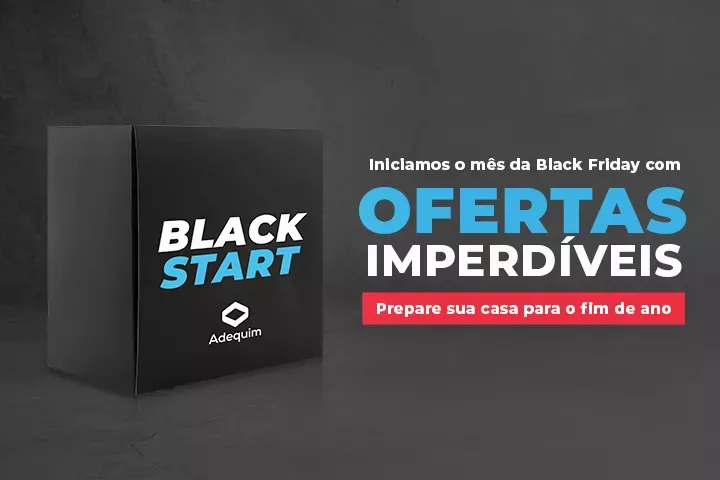 BLACK
START
Adequim
Iniciamos o mês da Black Friday com
OFERTAS
IMPERDÍVEIS
Prepare sua casa para o fim de ano